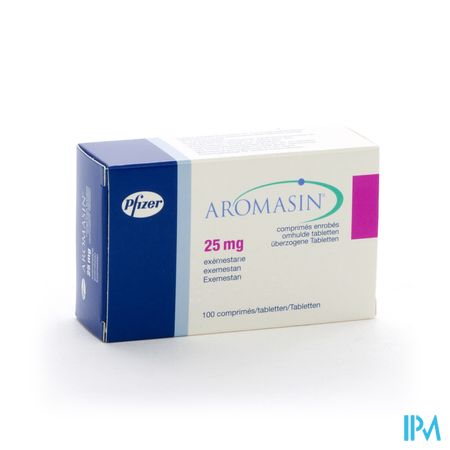 Pfizer
AROMASIN®
comprimés enrobés
omhulde tabletten
überzogene Tabletten
25 mg
exémestane
exemestan
Exemestan
100 comprimés/tabletten/Tabletten
AROMASIN
25 mg
IPM